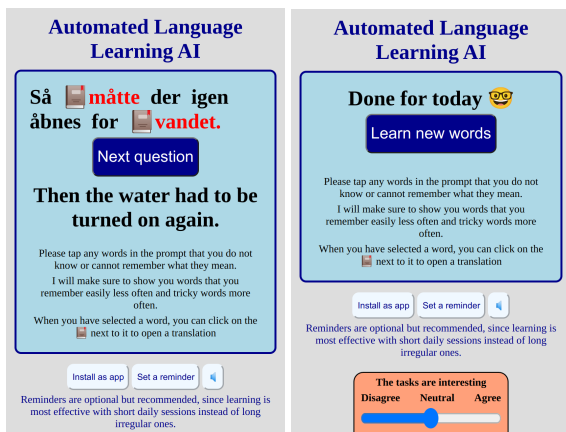 Automated Language
Learning AI
Så måtte der igen
åbnes for vandet.
Next question
Then the water had to be
turned on again.
Please tap any words in the prompt that you do not
know or cannot remember what they mean.
I will make sure to show you words that you
remember easily less often and tricky words more
often.
When you have selected a word, you can click on the
next to it to open a translation
Install as app Set a reminder
Reminders are optional but recommended, since learning is
most effective with short daily sessions instead of long
irregular ones.
Automated Language
Learning AI
Done for today 🤓
Learn new words
Please tap any words in the prompt that you do not
know or cannot remember what they mean.
I will make sure to show you words that you
remember easily less often and tricky words more
often.
When you have selected a word, you can click on the
next to it to open a translation
Install as app Set a reminder
Reminders are optional but recommended, since learning is
most effective with short daily sessions instead of long
irregular ones.
The tasks are interesting
Disagree Neutral Agree